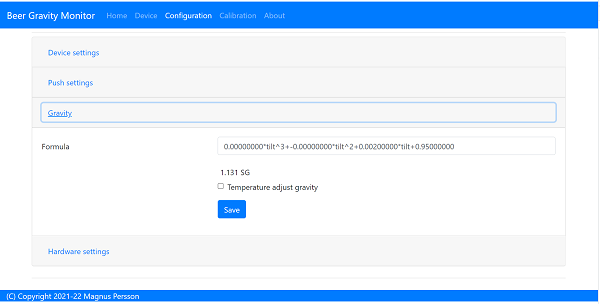 Beer Gravity Monitor Home Device Configuration Calibration About
Device settings
Push settings
Gravity
Formula 0.00000000*tilt^3+-0.00000000*tilt^2+0.00200000*tilt+0.95000000
1.131 SG
Temperature adjust gravity
Save
Hardware settings
(C) Copyright 2021-22 Magnus Persson